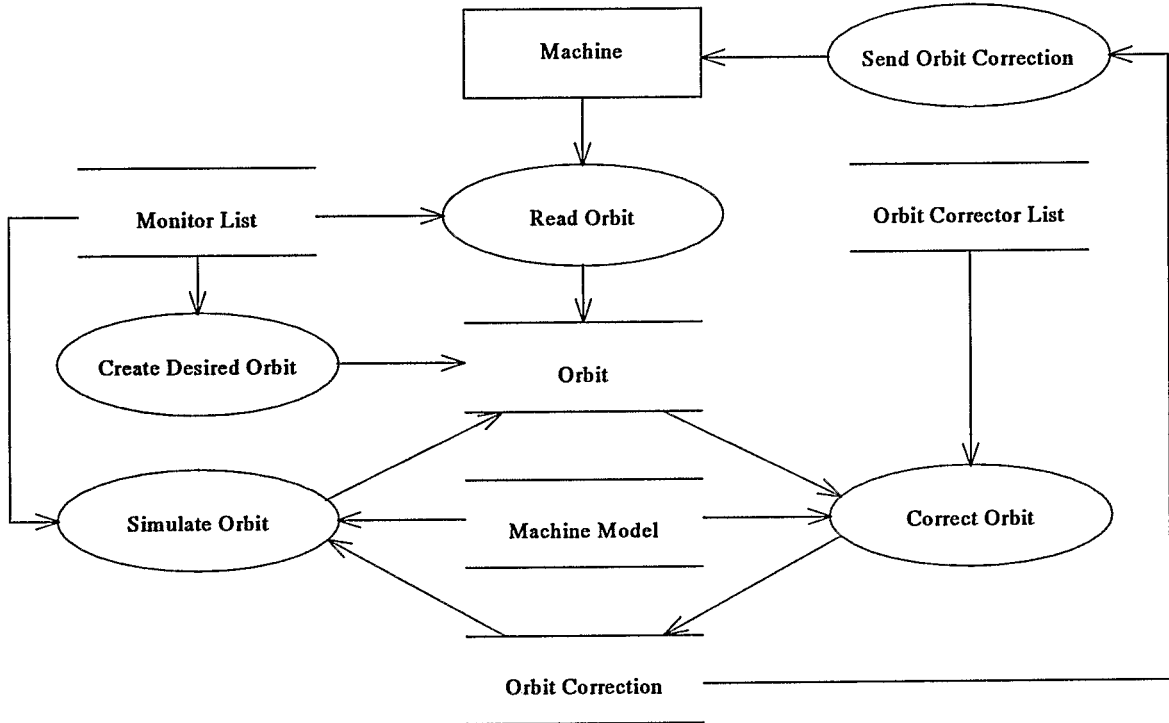 Machine
Send Orbit Correction
Monitor List
Read Orbit
Orbit Corrector List
Create Desired Orbit
Orbit
Simulate Orbit
Machine Model
Correct Orbit
Orbit Correction